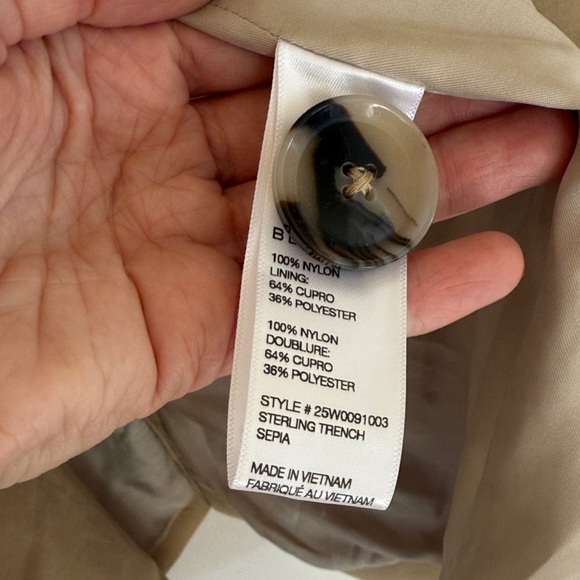 100% NYLON
LINING:
64% CUPRO
36% POLYESTER
100% NYLON
DOUBLURE:
64% CUPRO
36% POLYESTER
STYLE # 25W0091003
STERLING TRENCH
SEPIA
MADE IN VIETNAM
FABRIQUÉ AU VIETNAM